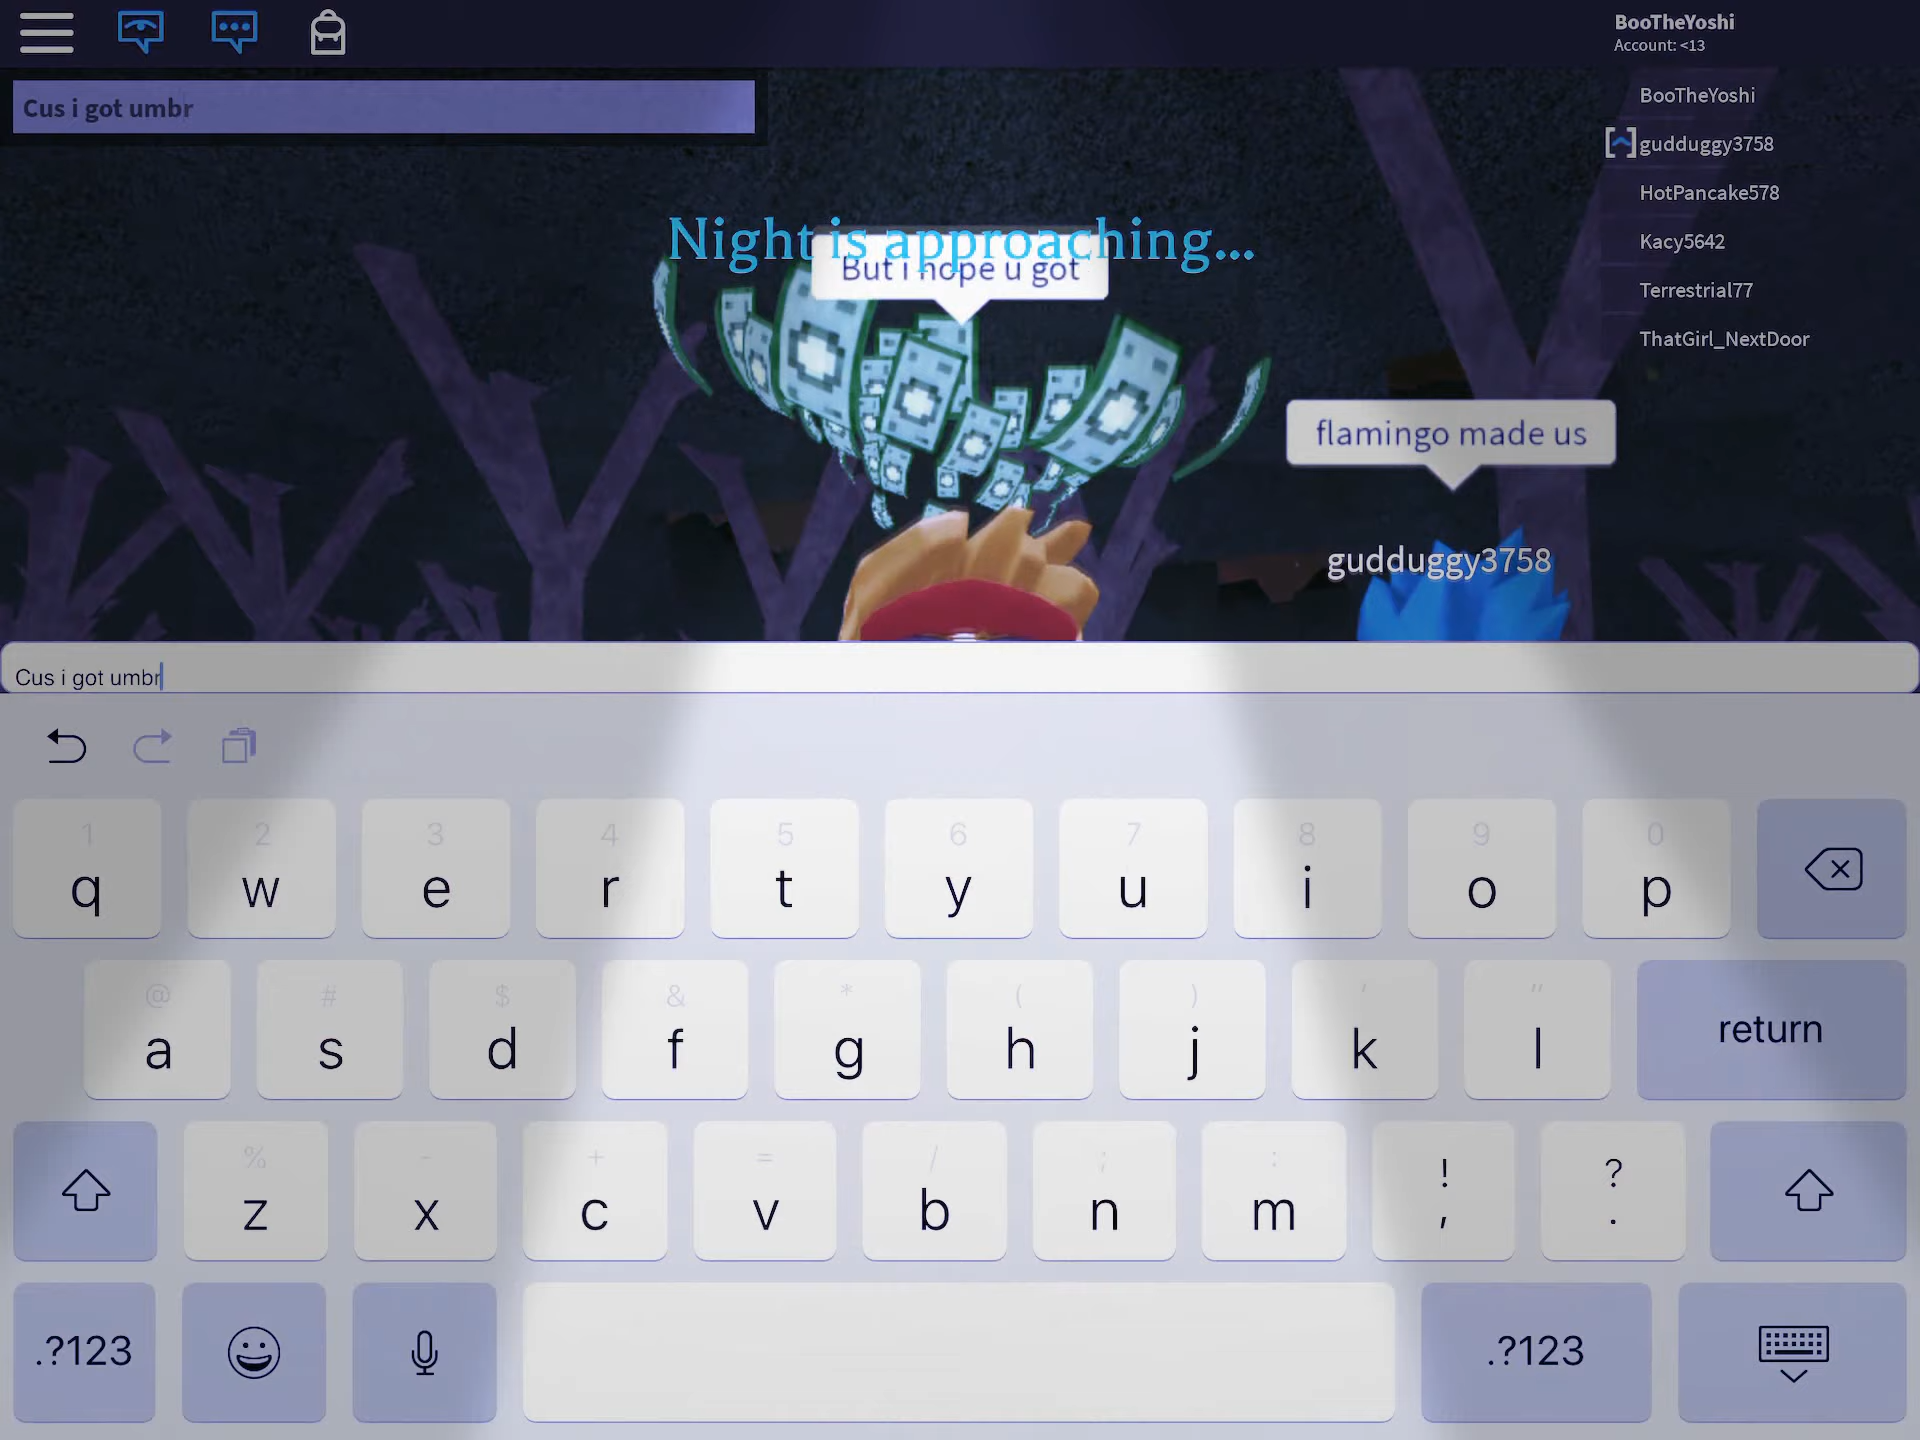 BooTheYoshi
Account: <13
Cus i got umbr
BooTheYoshi
gudduggy3758
HotPancake578
Kacy5642
Terrestrial77
ThatGirl_NextDoor
Night is approaching...
But i hope u got
flamingo made us
gudduggy3758
Cus i got umbr
1 2 3 4 5 6 7 8 9 0
q w e r t y u i o p
@ # $ & * ( ) ' "
a s d f g h j k l return
% - + = / ; : ! ?
z x c v b n m , .
.?123 .?123